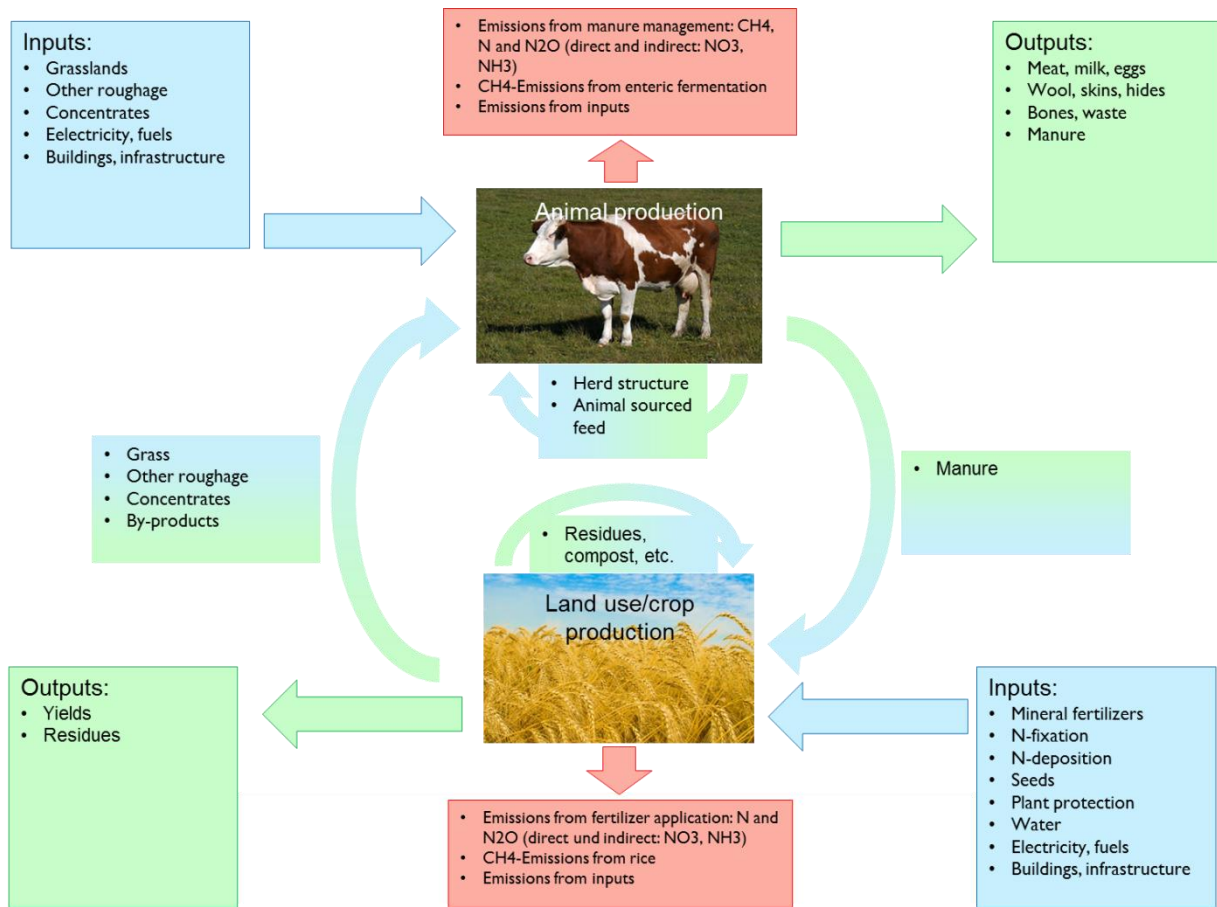 Inputs:
• Grasslands
• Other roughage
• Concentrates
• Eelectricity, fuels
• Buildings, infrastructure
• Emissions from manure management: CH4,
N and N2O (direct and indirect: NO3,
NH3)
• CH4-Emissions from enteric fermentation
• Emissions from inputs
Outputs:
• Meat, milk, eggs
• Wool, skins, hides
• Bones, waste
• Manure
Animal production
• Herd structure
• Animal sourced
feed
• Grass
• Other roughage
• Concentrates
• By-products
• Manure
• Residues,
compost, etc.
Land use/crop
production
Outputs:
• Yields
• Residues
• Emissions from fertilizer application: N and
N2O (direct und indirect: NO3, NH3)
• CH4-Emissions from rice
• Emissions from inputs
Inputs:
• Mineral fertilizers
• N-fixation
• N-deposition
• Seeds
• Plant protection
• Water
• Electricity, fuels
• Buildings, infrastructure